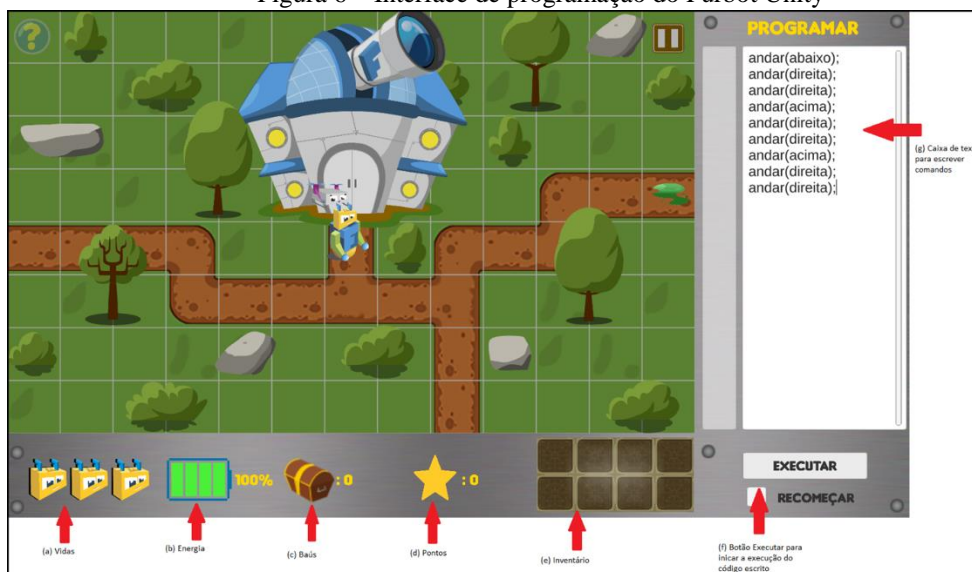 Figura 6 – Interface de programação do Furbot Unity
?
PROGRAMAR
andar(abaixo);
andar(direita);
andar(direita);
andar(acima);
andar(direita);
andar(direita);
andar(acima);
andar(direita);
andar(direita);
(g) Caixa de tex
para escrever
comandos
100%
: 0
: 0
EXECUTAR
RECOMEÇAR
(a) Vidas
(b) Energia
(c) Baús
(d) Pontos
(e) Inventário
(f) Botão Executar para
inicar a execução do
código escrito